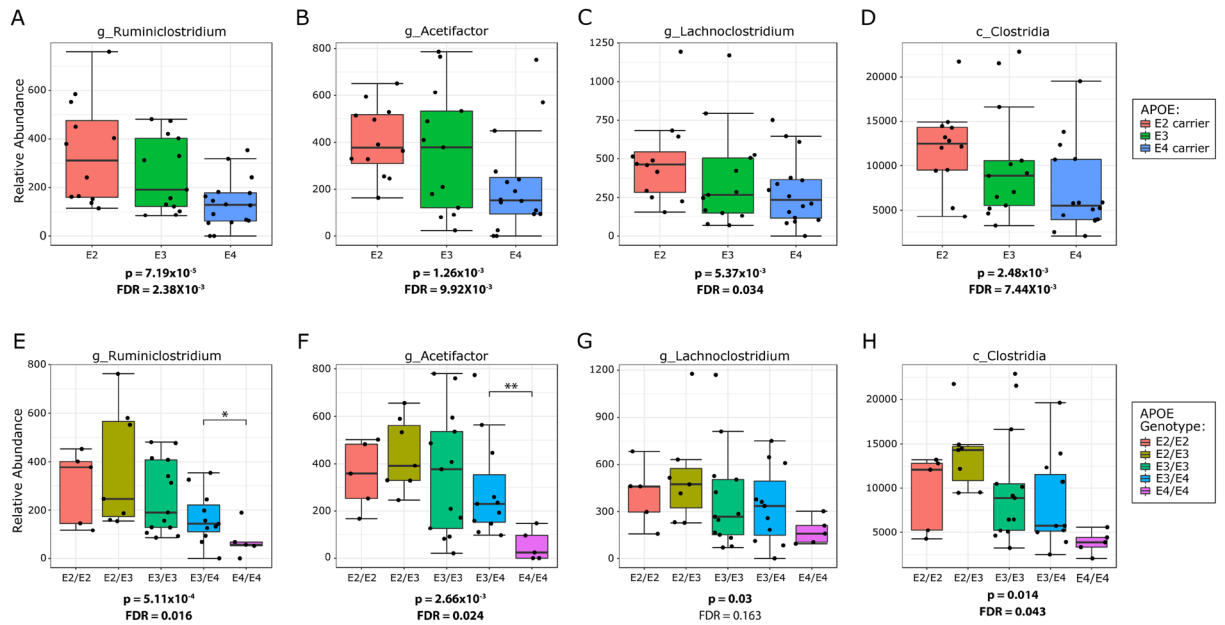 A
B
C
D
g_Ruminiclostridium
g_Acetifactor
g_Lachnoclostridium
c_Clostridia
Relative Abundance
800
600
400
200
0
800
600
400
200
0
1250
1000
750
500
250
0
20000
15000
10000
5000
E2 E3 E4
E2 E3 E4
E2 E3 E4
E2 E3 E4
APOE:
E2 carrier
E3
E4 carrier
p = 7.19x10-5
FDR = 2.38X10-3
p = 1.26x10-3
FDR = 9.92X10-3
p = 5.37x10-3
FDR = 0.034
p = 2.48x10-3
FDR = 7.44X10-3
E
F
G
H
g_Ruminiclostridium
g_Acetifactor
g_Lachnoclostridium
c_Clostridia
Relative Abundance
800
600
400
200
0
*
800
600
400
200
0
**
1200
900
600
300
0
20000
15000
10000
5000
E2/E2 E2/E3 E3/E3 E3/E4 E4/E4
E2/E2 E2/E3 E3/E3 E3/E4 E4/E4
E2/E2 E2/E3 E3/E3 E3/E4 E4/E4
E2/E2 E2/E3 E3/E3 E3/E4 E4/E4
APOE
Genotype:
E2/E2
E2/E3
E3/E3
E3/E4
E4/E4
p = 5.11x10-4
FDR = 0.016
p = 2.66x10-3
FDR = 0.024
p = 0.03
FDR = 0.163
p = 0.014
FDR = 0.043